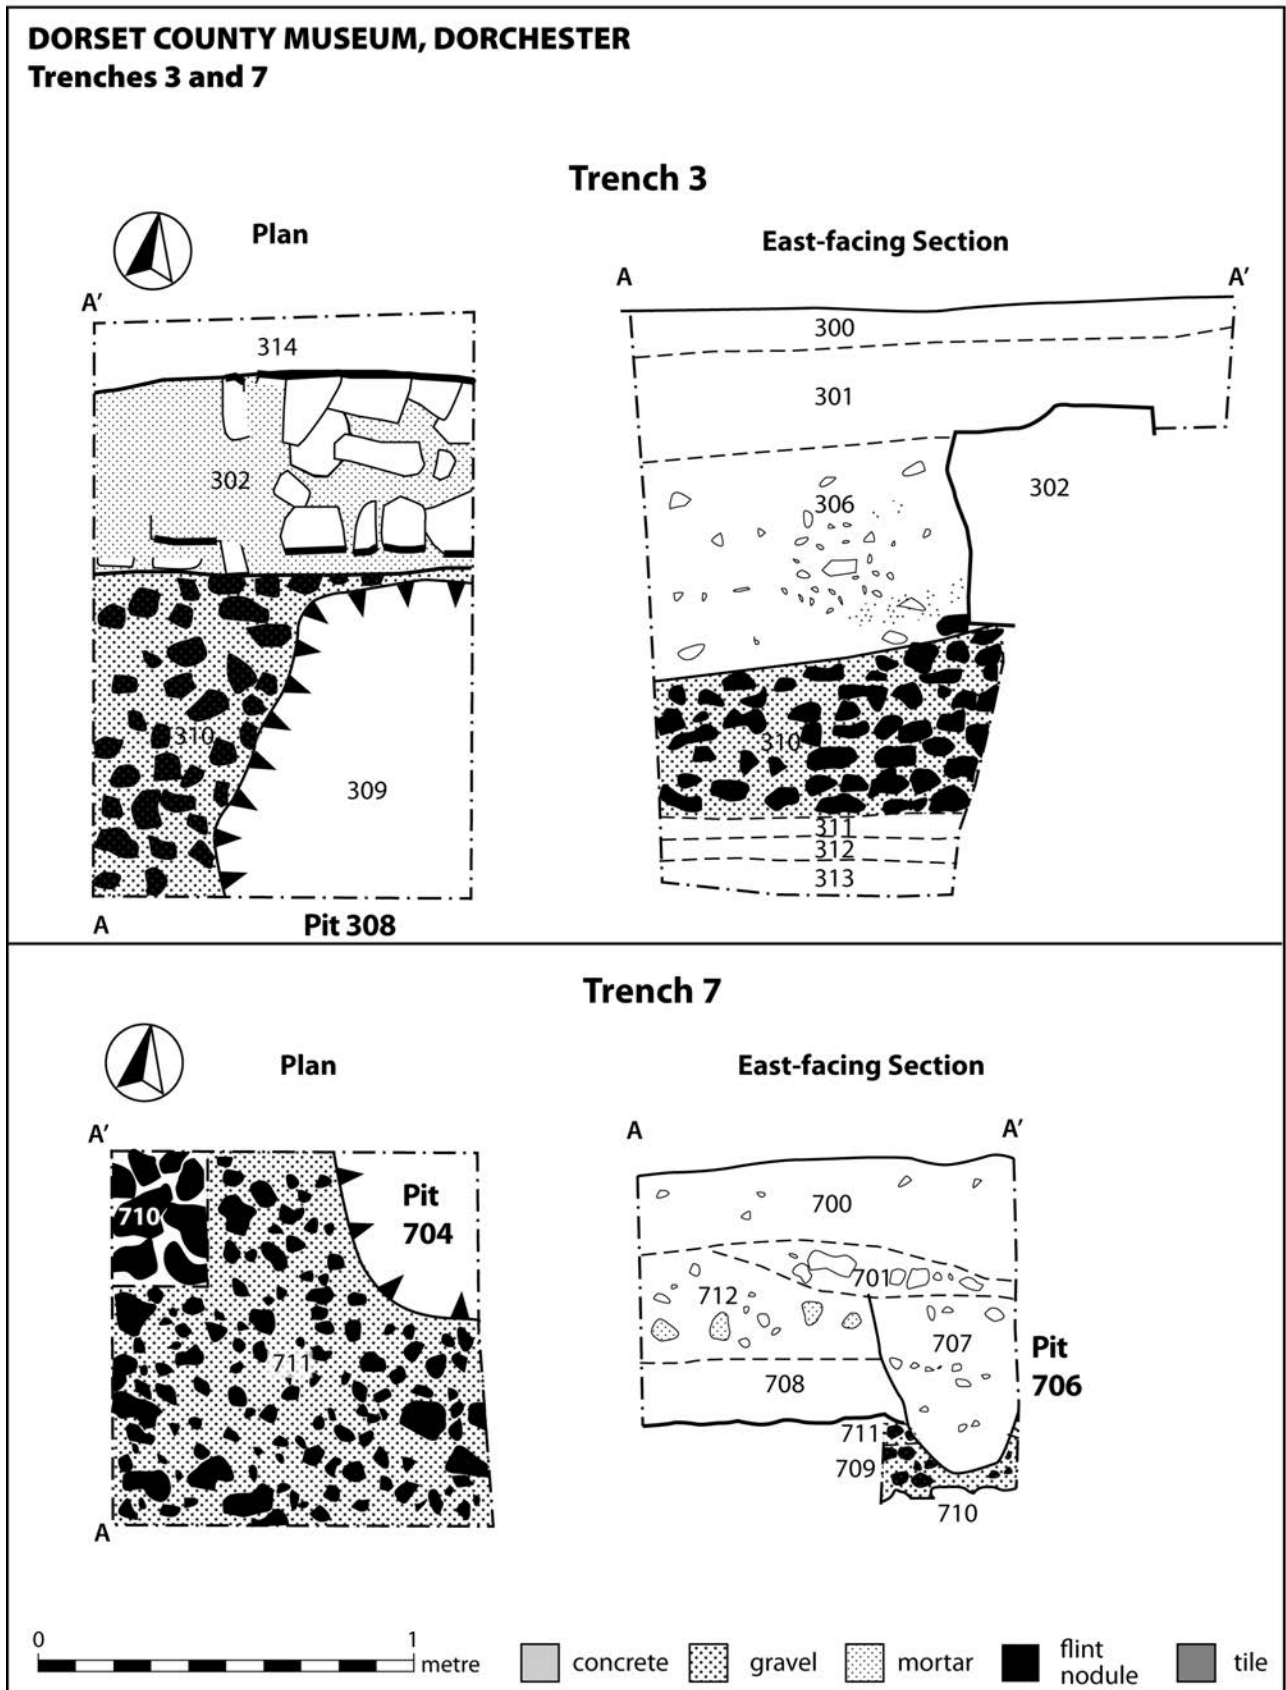 DORSET COUNTY MUSEUM, DORCHESTER
Trenches 3 and 7
Trench 3
Plan
East-facing Section
A'
A
A'
314
302
310
309
A
Pit 308
300
301
306
302
310
311
312
313
Trench 7
Plan
East-facing Section
A'
A
A'
710
Pit
704
711
A
700
701
712
707
Pit
706
708
711
709
710
0
1
metre
concrete
gravel
mortar
flint
nodule
tile